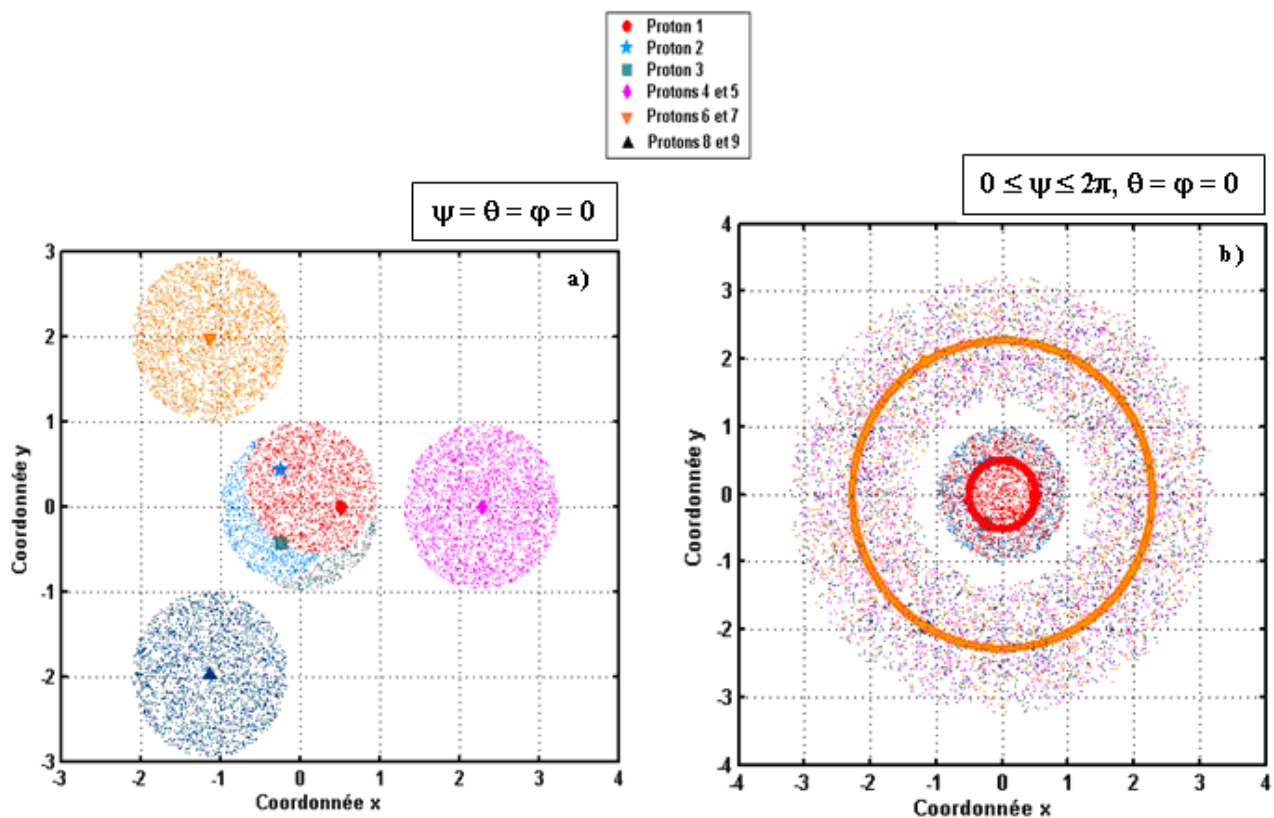 Proton 1
Proton 2
Proton 3
Protons 4 et 5
Protons 6 et 7
Protons 8 et 9
ψ = θ = φ = 0
0 ≤ ψ ≤ 2π, θ = φ = 0
a)
3
2
1
0
-1
-2
-3
Coordonnée y
-3 -2 -1 0 1 2 3 4
Coordonnée x
b)
4
3
2
1
0
-1
-2
-3
-4
Coordonnée y
-4 -3 -2 -1 0 1 2 3 4
Coordonnée x